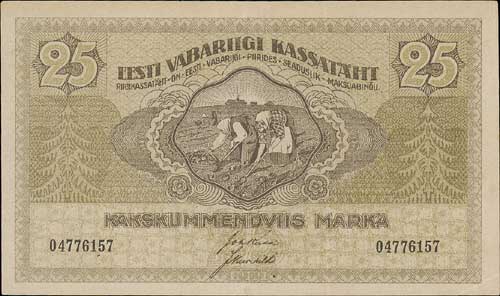 25 EESTI VABARIIGI KASSATÄHT 25
RIIGIKASSATÄHT·ON·EESTI·VABARIIGI·PIIRIDES·SEADUSLIK·MAKSUABINÕU.
KAKSKÜMMENDVIIS MARKA
04776157 04776157